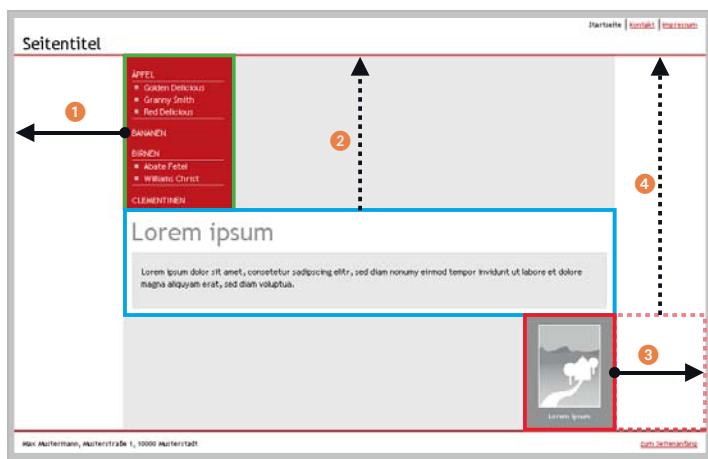 Startseite | Kontakt | Impressum
Seitentitel
ÄPFEL
Golden Delicious
Granny Smith
Red Delicious
BANANEN
BIRNEN
Abate Fetel
Williams Christ
CLEMENTINEN
1
2
4
Lorem ipsum
Lorem ipsum dolor sit amet, consetetur sadipscing elitr, sed diam nonumy eirmod tempor invidunt ut labore et dolore
magna aliquyam erat, sed diam voluptua.
3
Lorem ipsum
Max Mustermann, Musterstraße 1, 10000 Musterstadt
zum Seitenanfang